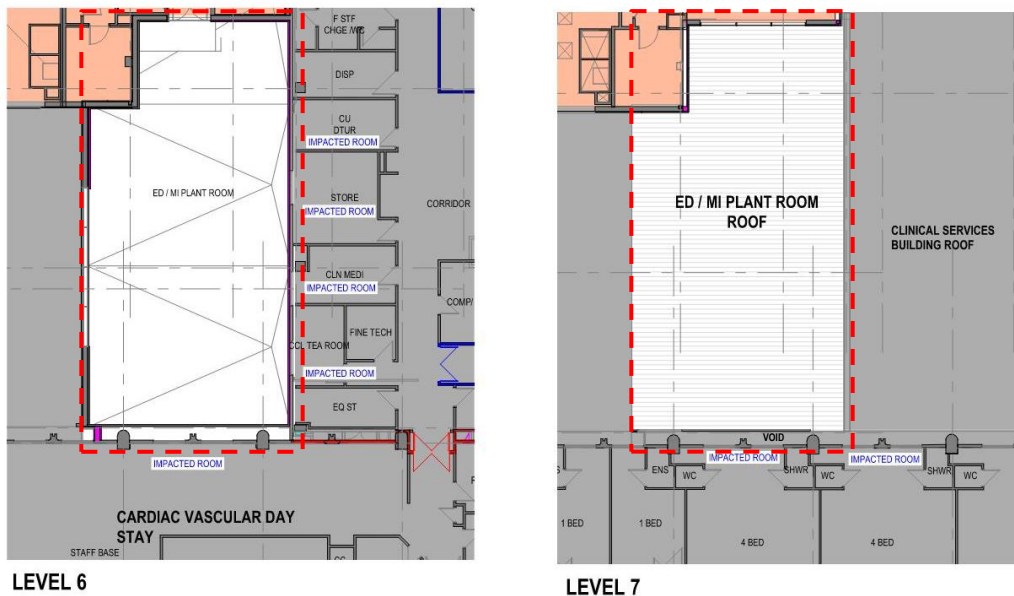 F STF
CHGE /WS
DISP
CU
DTUR
IMPACTED ROOM
ED / MI PLANT ROOM
STORE
IMPACTED ROOM
CORRIDOR
CLN MEDI
IMPACTED ROOM
COMP/
FINE TECH
CCL TEA ROOM
IMPACTED ROOM
EQ ST
IMPACTED ROOM
CARDIAC VASCULAR DAY
STAY
STAFF BASE
LEVEL 6
ED / MI PLANT ROOM
ROOF
CLINICAL SERVICES
BUILDING ROOF
VOID
IMPACTED ROOM
IMPACTED ROOM
ENS
WC
SHWR
WC
SHWR
WC
1 BED
1 BED
4 BED
4 BED
LEVEL 7